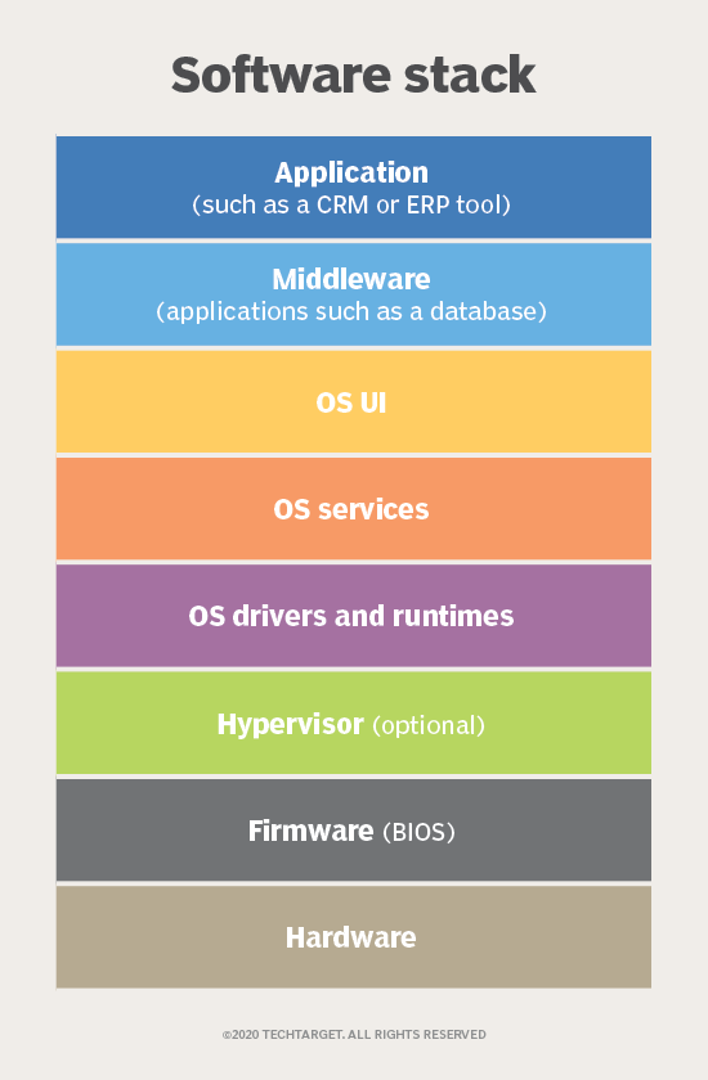 Software stack
Application
(such as a CRM or ERP tool)
Middleware
(applications such as a database)
OS UI
OS services
OS drivers and runtimes
Hypervisor (optional)
Firmware (BIOS)
Hardware
©2020 TECHTARGET. ALL RIGHTS RESERVED